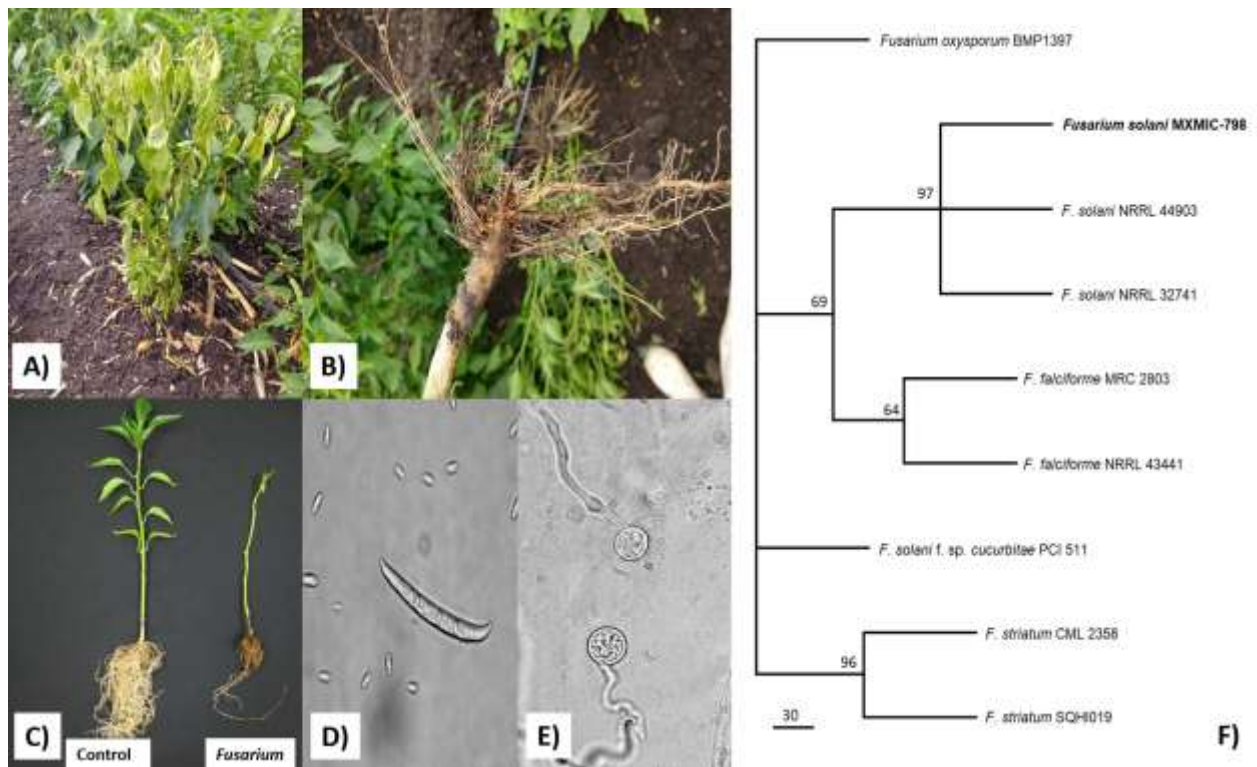 A)
B)
C)
Control
Fusarium
D)
E)
Fusarium oxysporum BMP1397
Fusarium solani MXMIC-798
97
F. solani NRRL 44903
F. solani NRRL 32741
69
F. falciforme MRC 2803
64
F. falciforme NRRL 43441
F. solani f. sp. cucurbitae PCI 511
F. striatum CML 2358
96
F. striatum SQHI019
30
F)